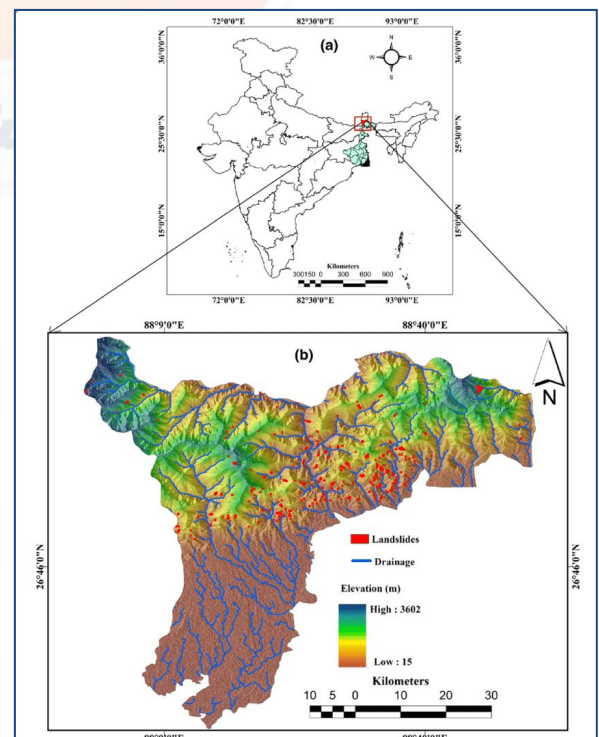 72°0'0"E 82°30'0"E 93°0'0"E
(a)
N
W E
S
36°0'0"N 36°0'0"N
25°30'0"N 25°30'0"N
15°0'0"N 15°0'0"N
Kilometers
300150 0 300 600 900
72°0'0"E 82°30'0"E 93°0'0"E
88°9'0"E 88°40'0"E
(b)
N
Landslides
Drainage
26°46'0"N 26°46'0"N
Elevation (m)
High : 3602
Low : 15
Kilometers
10 5 0 10 20 30